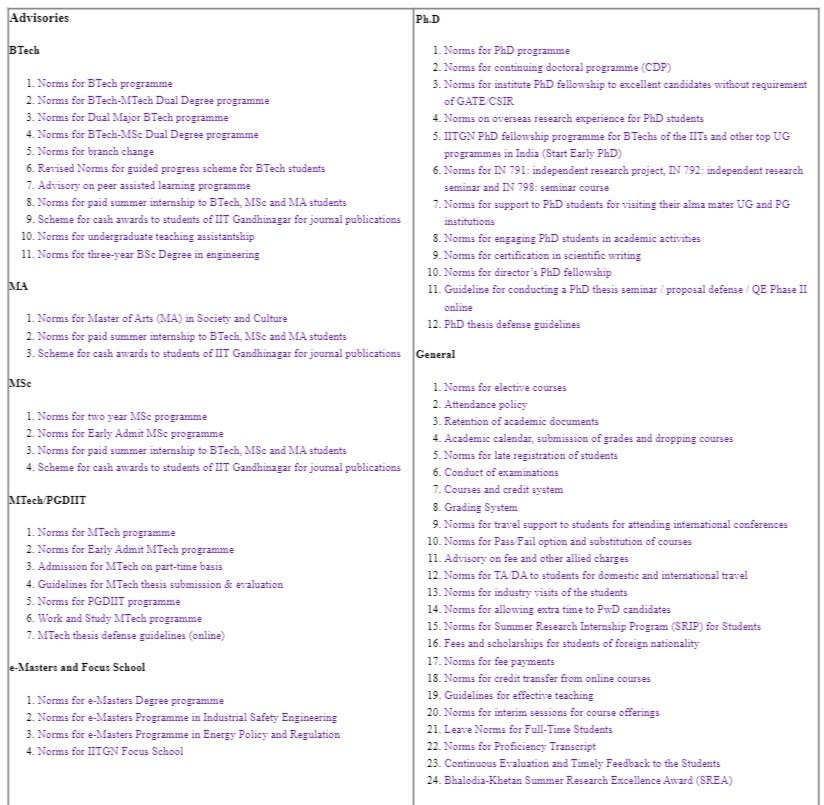 Advisories
BTech
1. Norms for BTech programme
2. Norms for BTech-MTech Dual Degree programme
3. Norms for Dual Major BTech programme
4. Norms for BTech-MSc Dual Degree programme
5. Norms for branch change
6. Revised Norms for guided progress scheme for BTech students
7. Advisory on peer assisted learning programme
8. Norms for paid summer internship to BTech, MSc and MA students
9. Scheme for cash awards to students of IIT Gandhinagar for journal publications
10. Norms for undergraduate teaching assistantship
11. Norms for three-year BSc Degree in engineering
MA
1. Norms for Master of Arts (MA) in Society and Culture
2. Norms for paid summer internship to BTech, MSc and MA students
3. Scheme for cash awards to students of IIT Gandhinagar for journal publications
MSc
1. Norms for two year MSc programme
2. Norms for Early Admit MSc programme
3. Norms for paid summer internship to BTech, MSc and MA students
4. Scheme for cash awards to students of IIT Gandhinagar for journal publications
MTech/PGDIIT
1. Norms for MTech programme
2. Norms for Early Admit MTech programme
3. Admission for MTech on part-time basis
4. Guidelines for MTech thesis submission & evaluation
5. Norms for PGDIIT programme
6. Work and Study MTech programme
7. MTech thesis defense guidelines (online)
e-Masters and Focus School
1. Norms for e-Masters Degree programme
2. Norms for e-Masters Programme in Industrial Safety Engineering
3. Norms for e-Masters Programme in Energy Policy and Regulation
4. Norms for IITGN Focus School
Ph.D
1. Norms for PhD programme
2. Norms for continuing doctoral programme (CDP)
3. Norms for institute PhD fellowship to excellent candidates without requirement
of GATE/CSIR
4. Norms on overseas research experience for PhD students
5. IITGN PhD fellowship programme for BTechs of the IITs and other top UG
programmes in India (Start Early PhD)
6. Norms for IN 791: independent research project, IN 792: independent research
seminar and IN 798: seminar course
7. Norms for support to PhD students for visiting their alma mater UG and PG
institutions
8. Norms for engaging PhD students in academic activities
9. Norms for certification in scientific writing
10. Norms for director's PhD fellowship
11. Guideline for conducting a PhD thesis seminar / proposal defense / QE Phase II
online
12. PhD thesis defense guidelines
General
1. Norms for elective courses
2. Attendance policy
3. Retention of academic documents
4. Academic calendar, submission of grades and dropping courses
5. Norms for late registration of students
6. Conduct of examinations
7. Courses and credit system
8. Grading System
9. Norms for travel support to students for attending international conferences
10. Norms for Pass/Fail option and substitution of courses
11. Advisory on fee and other allied charges
12. Norms for TA/DA to students for domestic and international travel
13. Norms for industry visits of the students
14. Norms for allowing extra time to PwD candidates
15. Norms for Summer Research Internship Program (SRIP) for Students
16. Fees and scholarships for students of foreign nationality
17. Norms for fee payments
18. Norms for credit transfer from online courses
19. Guidelines for effective teaching
20. Norms for interim sessions for course offerings
21. Leave Norms for Full-Time Students
22. Norms for Proficiency Transcript
23. Continuous Evaluation and Timely Feedback to the Students
24. Bhalodia-Khetan Summer Research Excellence Award (SREA)